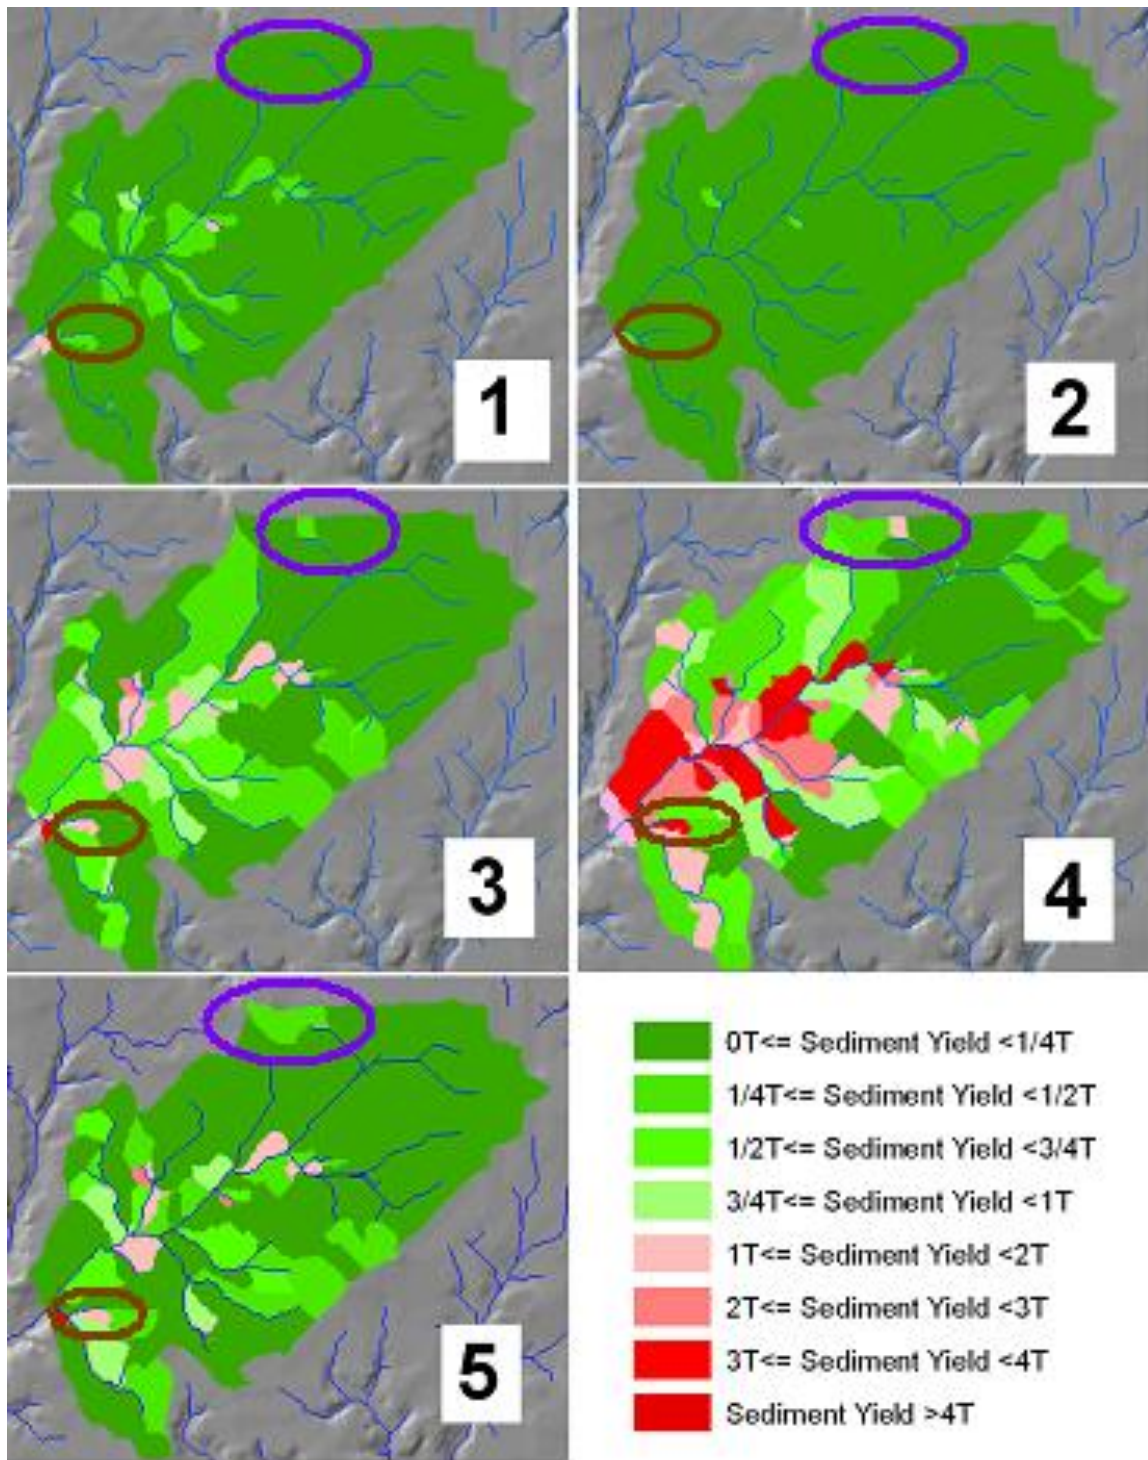 1
2
3
4
5
0T<= Sediment Yield <1/4T
1/4T<= Sediment Yield <1/2T
1/2T<= Sediment Yield <3/4T
3/4T<= Sediment Yield <1T
1T<= Sediment Yield <2T
2T<= Sediment Yield <3T
3T<= Sediment Yield <4T
Sediment Yield >4T